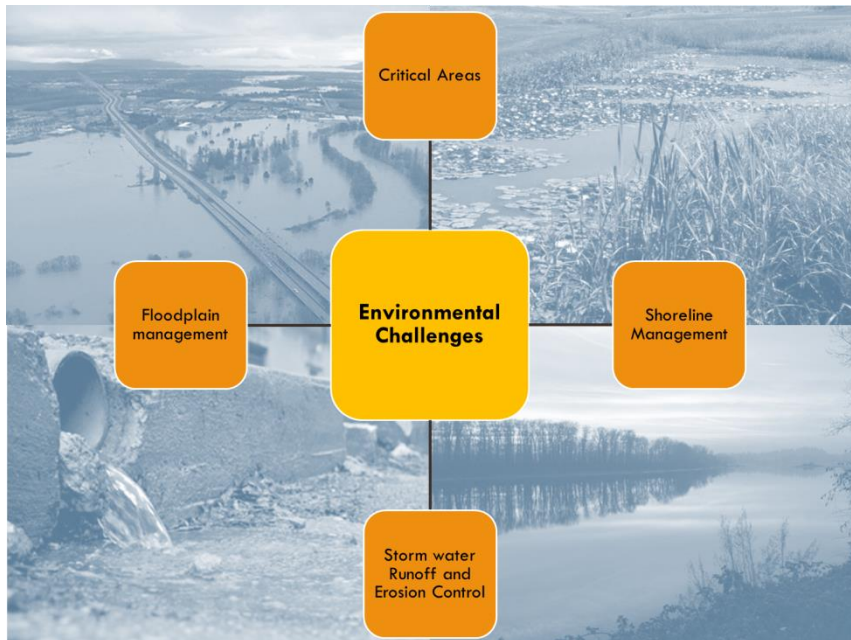 Critical Areas
Floodplain
management
Environmental
Challenges
Shoreline
Management
Storm water
Runoff and
Erosion Control